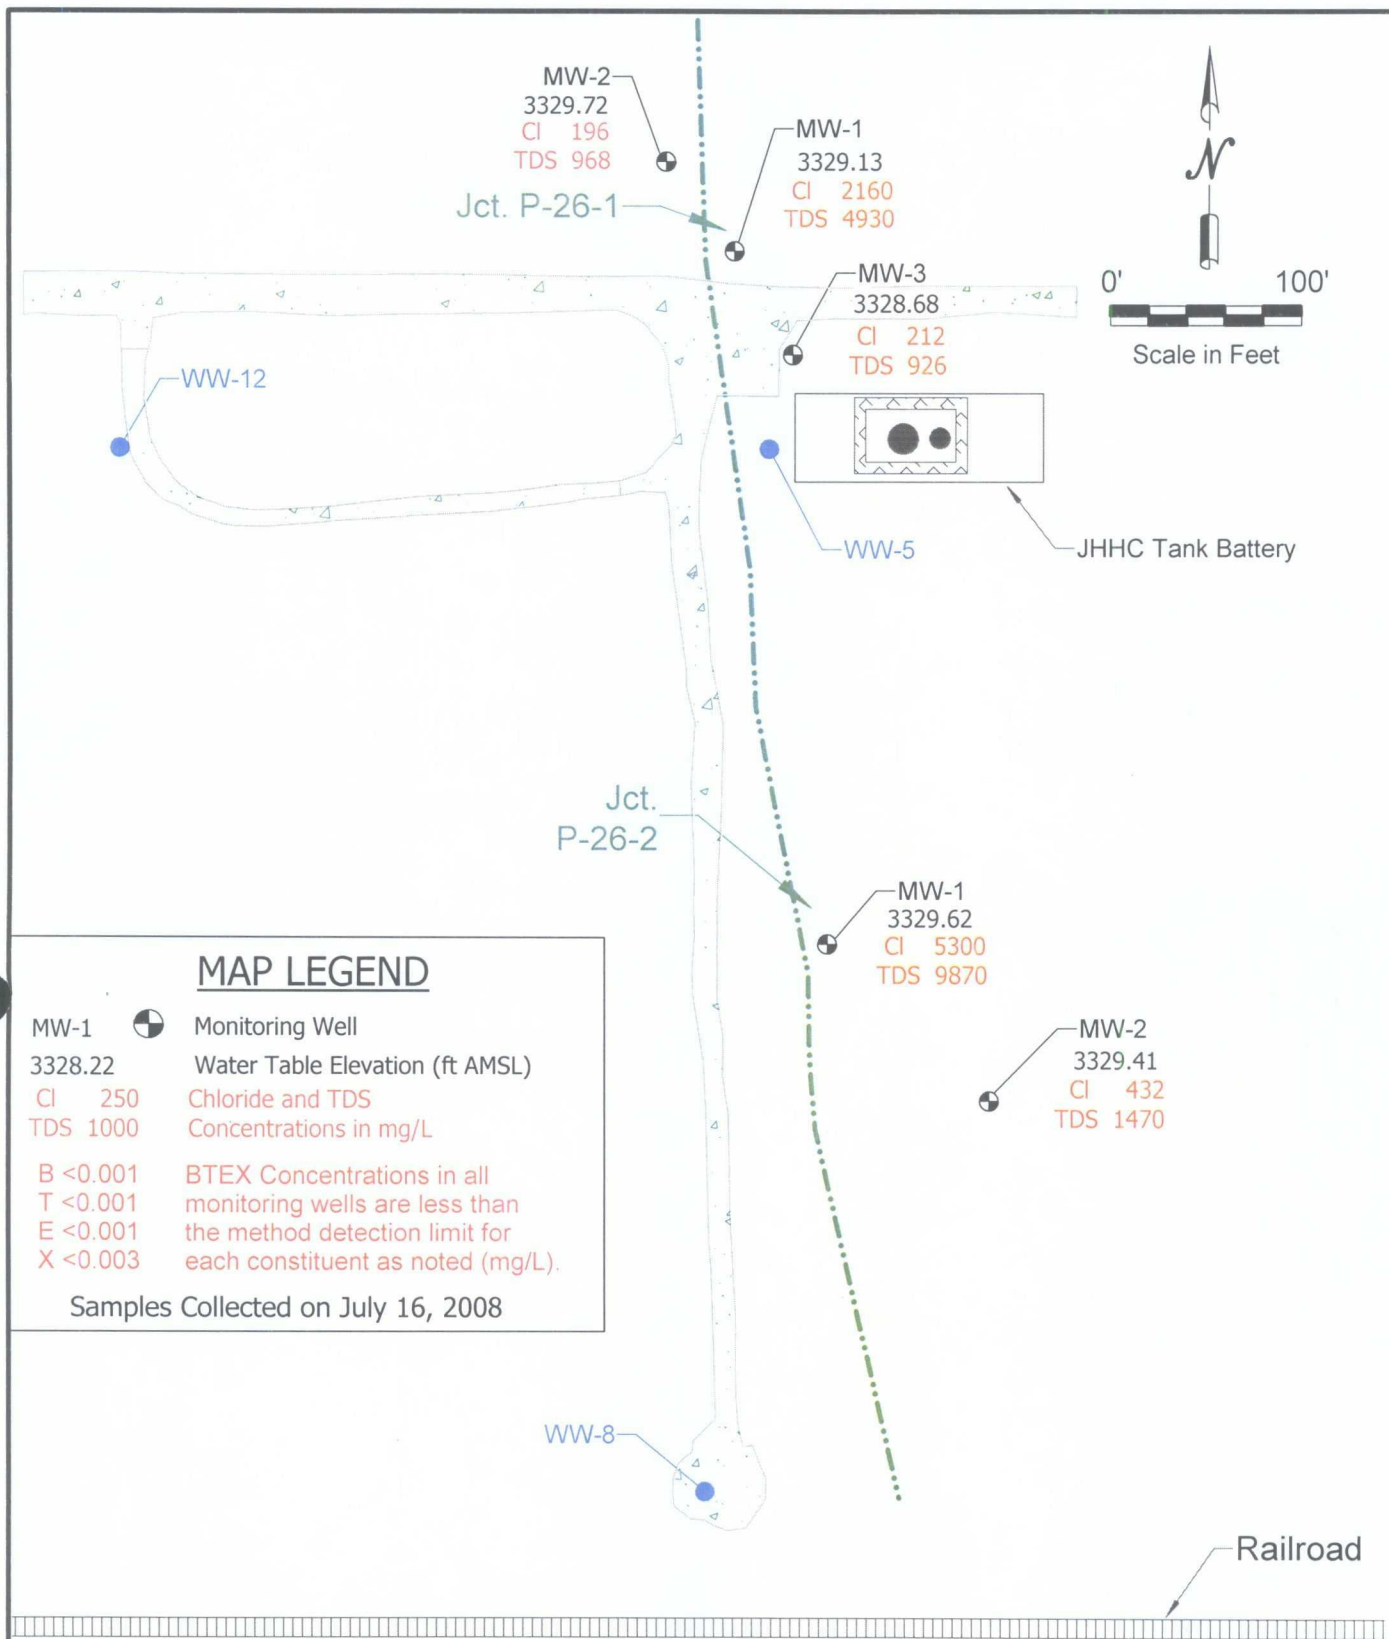 MW-2
3329.72
Cl 196
TDS 968
MW-1
3329.13
Cl 2160
TDS 4930
Jct. P-26-1
N
MW-3
3328.68
Cl 212
TDS 926
0' 100'
Scale in Feet
WW-12
WW-5
JHHC Tank Battery
Jct.
P-26-2
MW-1
3329.62
Cl 5300
TDS 9870
MW-2
3329.41
Cl 432
TDS 1470
MAP LEGEND
MW-1 Monitoring Well
3328.22 Water Table Elevation (ft AMSL)
Cl 250 Chloride and TDS
TDS 1000 Concentrations in mg/L
B <0.001 BTEX Concentrations in all
T <0.001 monitoring wells are less than
E <0.001 the method detection limit for
X <0.003 each constituent as noted (mg/L).
Samples Collected on July 16, 2008
WW-8
Railroad